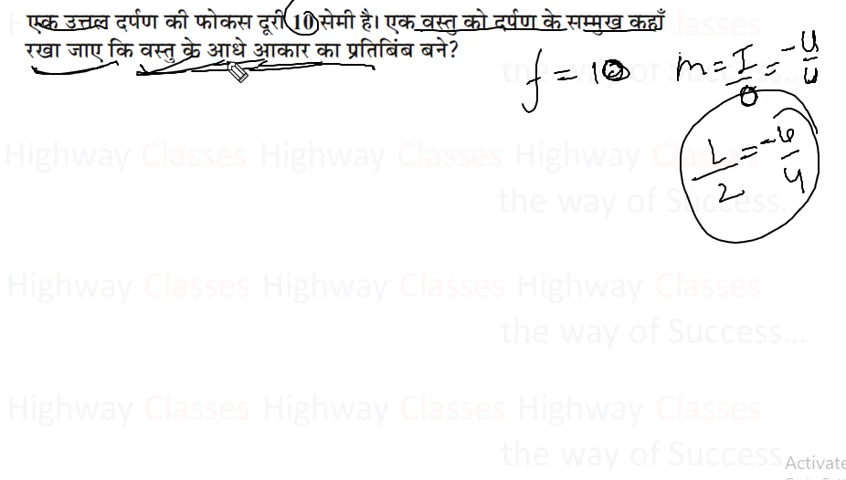 एक उत्तल दर्पण की फोकस दूरी 10 सेमी है। एक वस्तु को दर्पण के सम्मुख कहाँ
रखा जाए कि वस्तु के आधे आकार का प्रतिबिंब बने?
f = 10
m = I/O = -u/u
1/2 =
Highway Classes Highway Classes Highway Classes
the way of Success...
Highway Classes Highway Classes Highway Classes
the way of Success...
Highway Classes Highway Classes Highway Classes
the way of Success
Activate